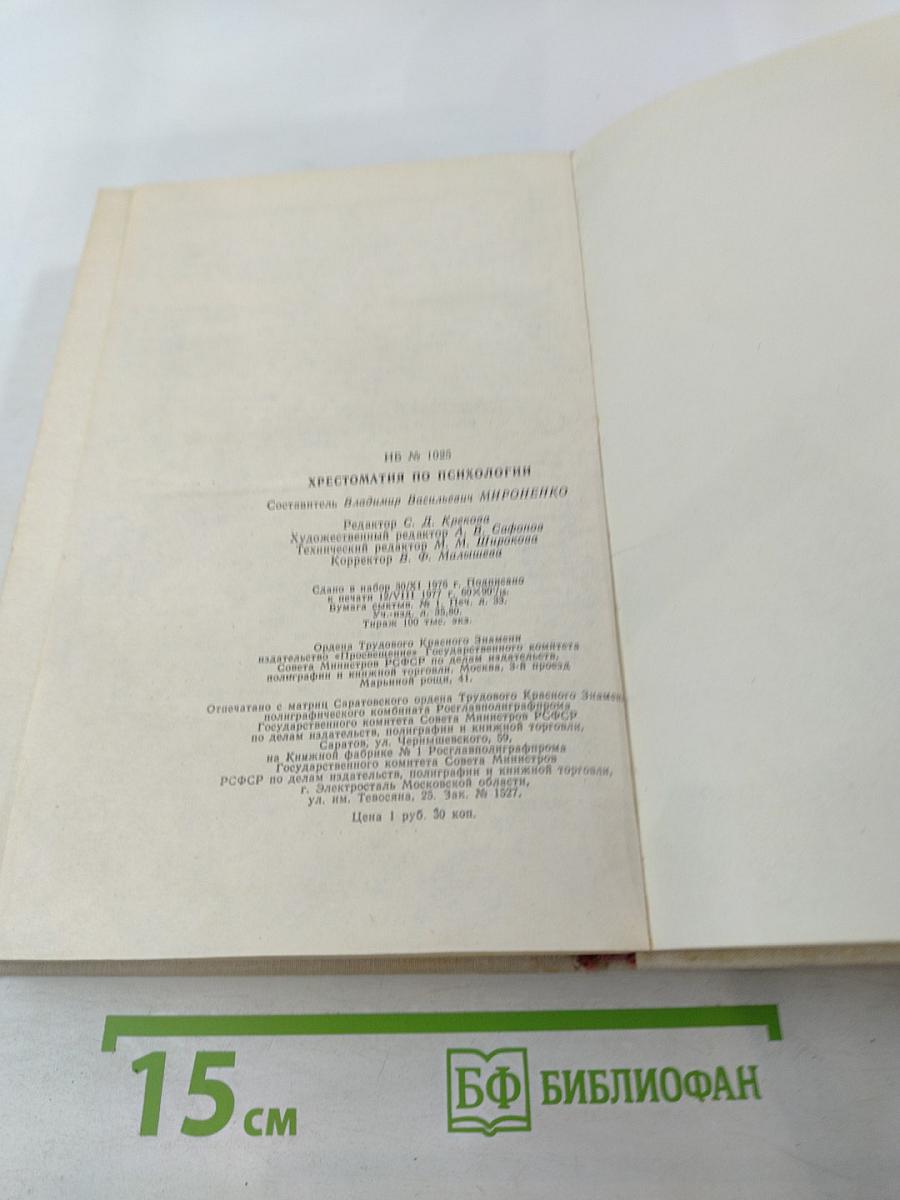 ИБ № 1025
ХРЕСТОМАТИЯ ПО ПСИХОЛОГИИ
Составитель Владимир Васильевич МИРОНЕНКО
Редактор С. Д. Крекова
Художественный редактор А. В. Сафонов
Технический редактор М. М. Широкова
Корректор В. Ф. Малышева
Сдано в набор 30/XI 1976 г. Подписано
к печати 12/VIII 1977 г. 60×90¹/₁₆.
Бумага сыктыв. № 1. Печ. л. 33.
Уч.-изд. л. 35,60.
Тираж 100 тыс. экз.
Ордена Трудового Красного Знамени
издательство «Просвещение» Государственного комитета
Совета Министров РСФСР по делам издательств,
полиграфии и книжной торговли. Москва, 3-й проезд
Марьиной рощи, 41.
Отпечатано с матриц Саратовского ордена Трудового Красного Знамени
полиграфического комбината Росглавполиграфпрома
Государственного комитета Совета Министров РСФСР
по делам издательств, полиграфии и книжной торговли,
Саратов, ул. Чернышевского, 59,
на Книжной фабрике № 1 Росглавполиграфпрома
Государственного комитета Совета Министров
РСФСР по делам издательств, полиграфии и книжной торговли,
г. Электросталь Московской области,
ул. им. Тевосяна, 25. Зак. № 1527.
Цена 1 руб. 30 коп.
15 см
БФ БИБЛИОФАН